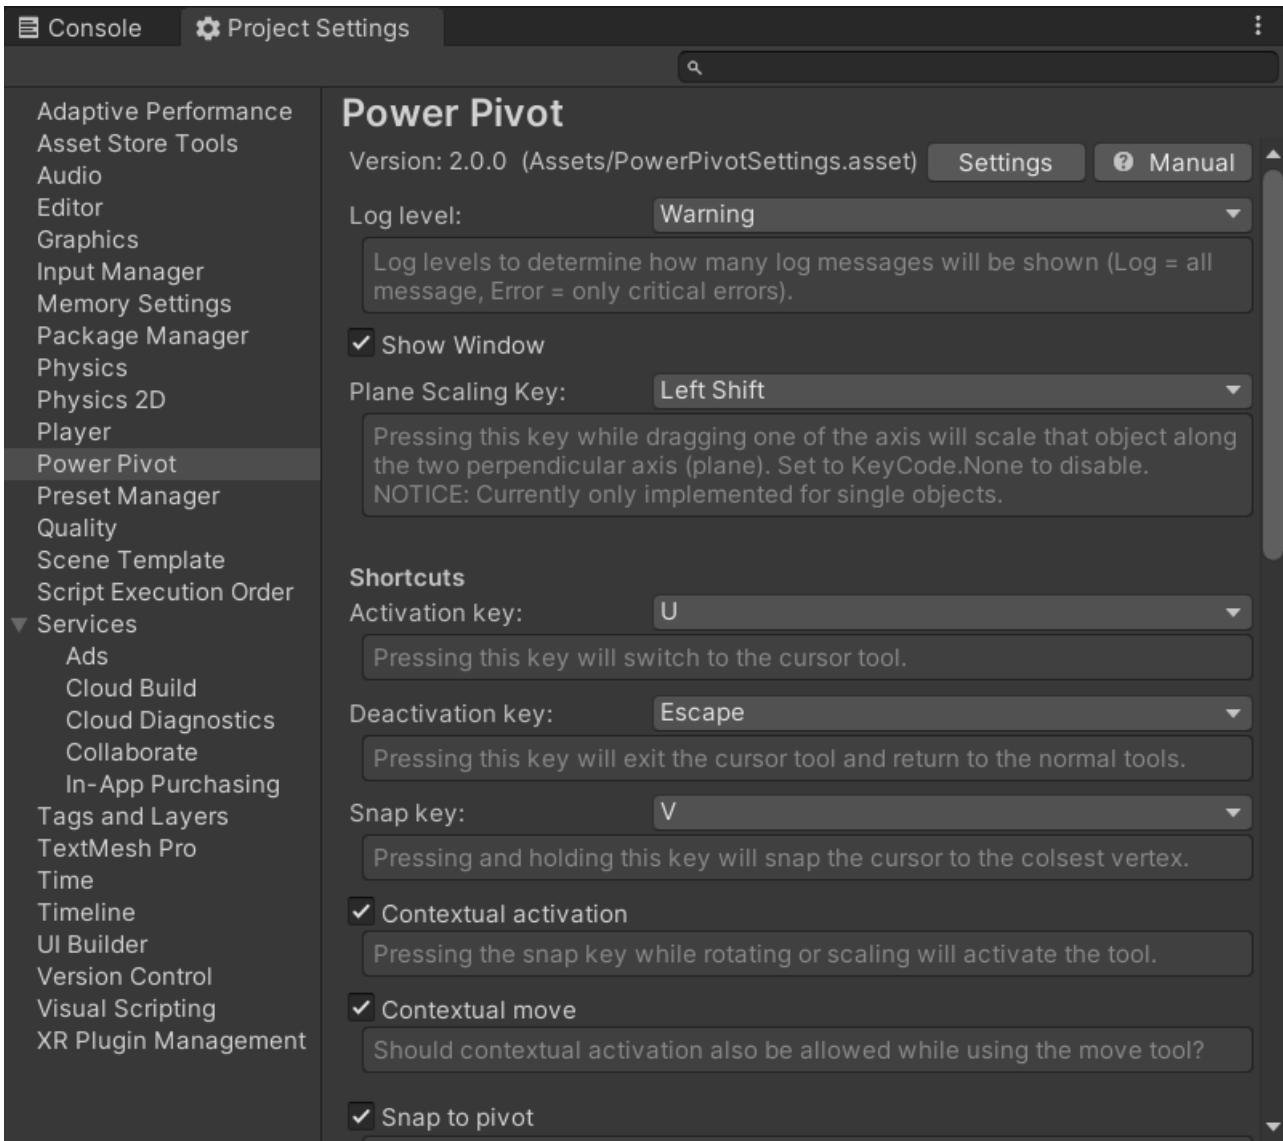 Console
Project Settings
Adaptive Performance
Asset Store Tools
Audio
Editor
Graphics
Input Manager
Memory Settings
Package Manager
Physics
Physics 2D
Player
Power Pivot
Preset Manager
Quality
Scene Template
Script Execution Order
Services
Ads
Cloud Build
Cloud Diagnostics
Collaborate
In-App Purchasing
Tags and Layers
TextMesh Pro
Time
Timeline
UI Builder
Version Control
Visual Scripting
XR Plugin Management
Power Pivot
Version: 2.0.0 (Assets/PowerPivotSettings.asset) Settings Manual
Log level: Warning
Log levels to determine how many log messages will be shown (Log = all
message, Error = only critical errors).
Show Window
Plane Scaling Key: Left Shift
Pressing this key while dragging one of the axis will scale that object along
the two perpendicular axis (plane). Set to KeyCode.None to disable.
NOTICE: Currently only implemented for single objects.
Shortcuts
Activation key: U
Pressing this key will switch to the cursor tool.
Deactivation key: Escape
Pressing this key will exit the cursor tool and return to the normal tools.
Snap key: V
Pressing and holding this key will snap the cursor to the colsest vertex.
Contextual activation
Pressing the snap key while rotating or scaling will activate the tool.
Contextual move
Should contextual activation also be allowed while using the move tool?
Snap to pivot